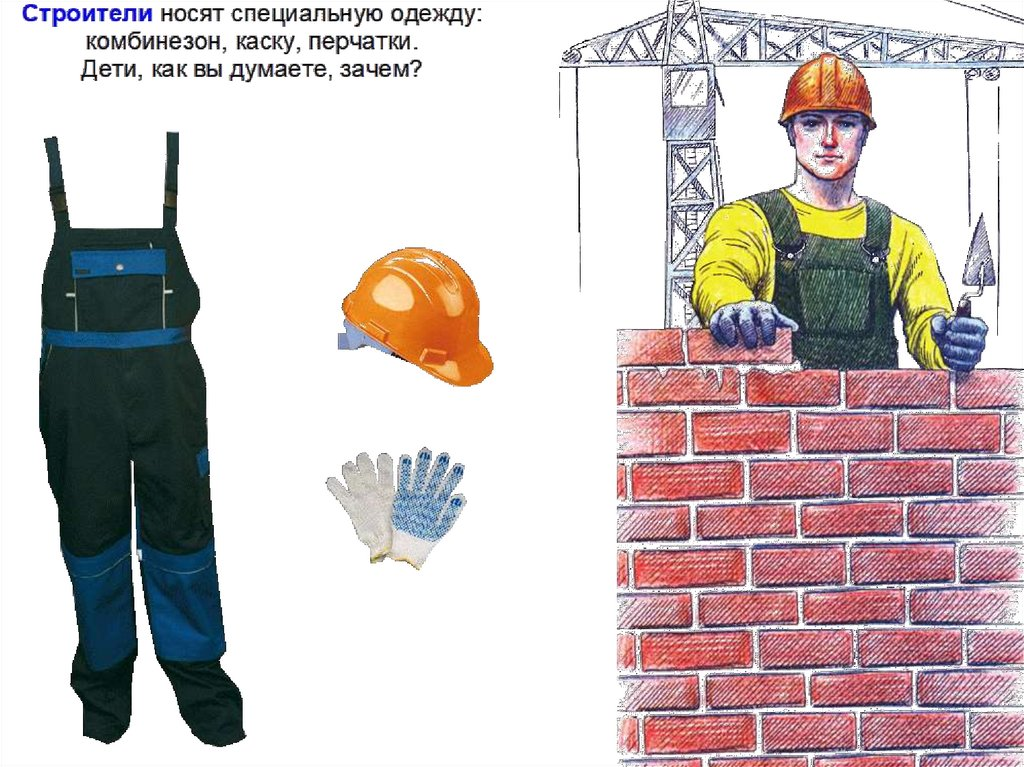 Строители носят специальную одежду:
комбинезон, каску, перчатки.
Дети, как вы думаете, зачем?